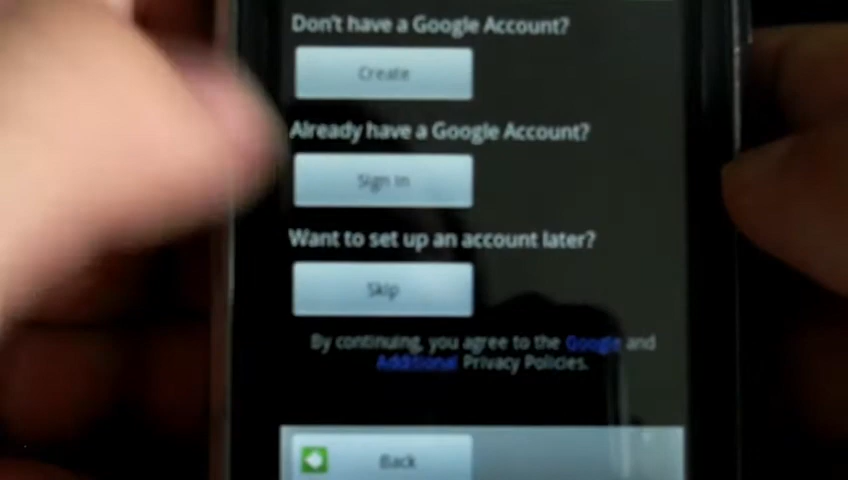 Don't have a Google Account?
Create
Already have a Google Account?
Sign In
Want to set up an account later?
Skip
By continuing, you agree to the Google and
Additional Privacy Policies.
Back